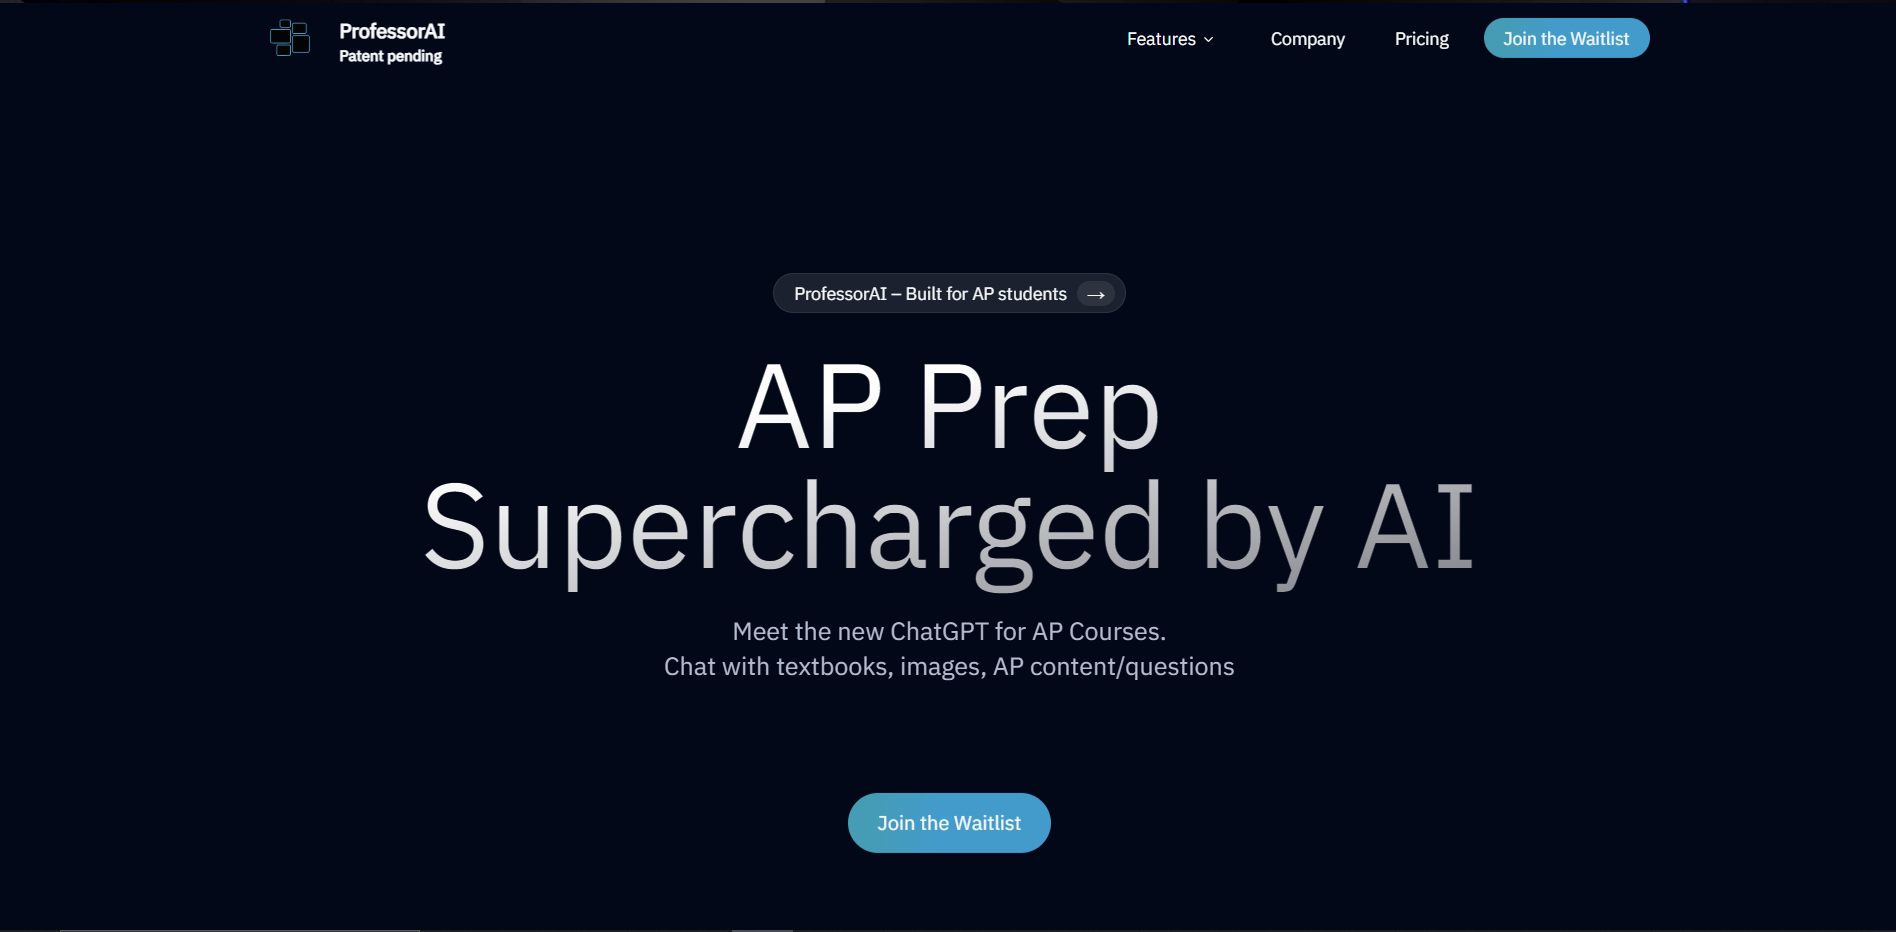 ProfessorAI
Patent pending
Features
Company
Pricing
Join the Waitlist
ProfessorAI – Built for AP students →
AP Prep
Supercharged by AI
Meet the new ChatGPT for AP Courses.
Chat with textbooks, images, AP content/questions
Join the Waitlist